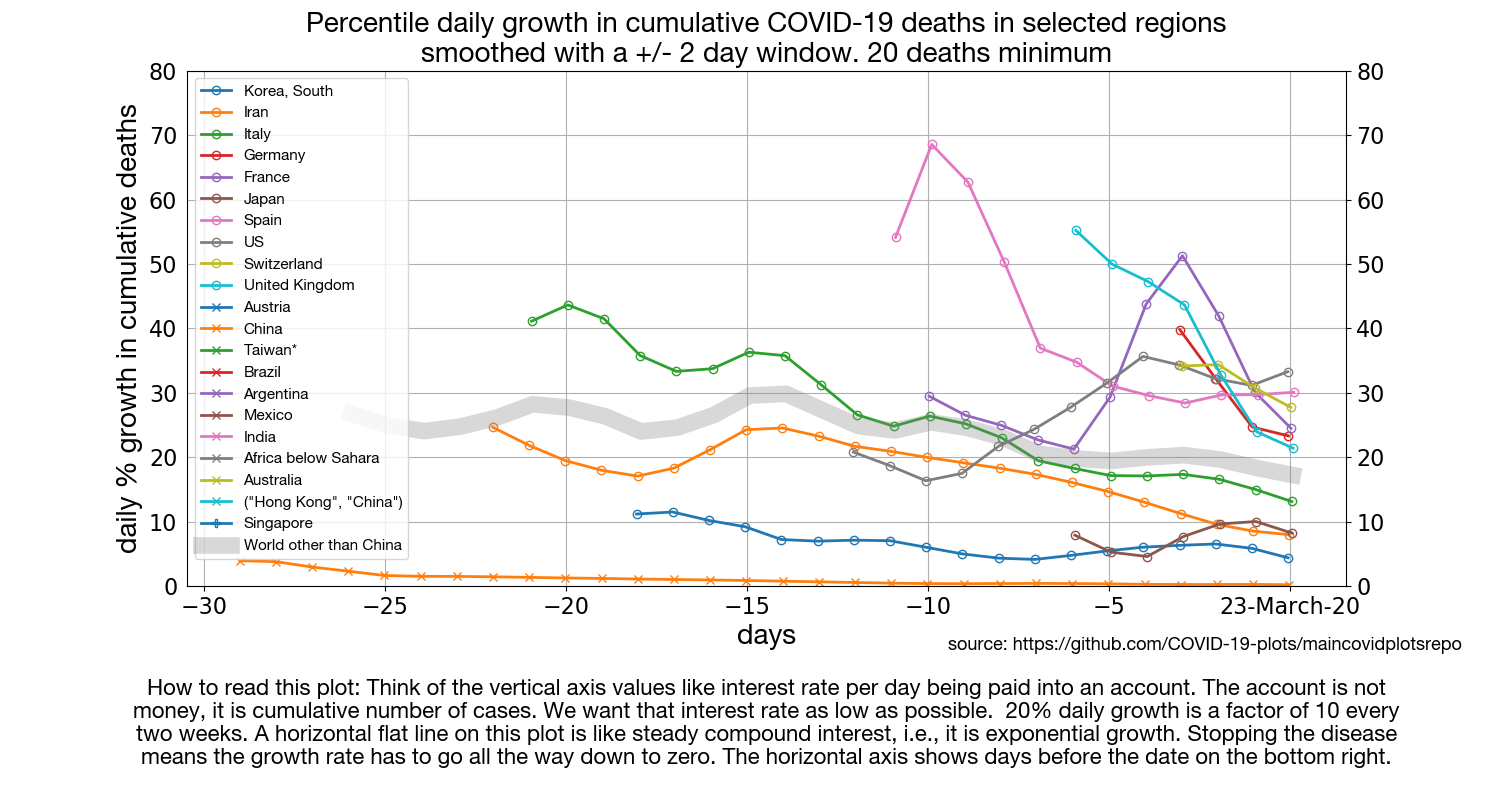 Percentile daily growth in cumulative COVID-19 deaths in selected regions
smoothed with a +/- 2 day window. 20 deaths minimum
daily % growth in cumulative deaths
80
70
60
50
40
30
20
10
0
Korea, South
Iran
Italy
Germany
France
Japan
Spain
US
Switzerland
United Kingdom
Austria
China
Taiwan*
Brazil
Argentina
Mexico
India
Africa below Sahara
Australia
("Hong Kong", "China")
Singapore
World other than China
80
70
60
50
40
30
20
10
0
−30 −25 −20 −15 −10 −5 23-March-20
days
source: https://github.com/COVID-19-plots/maincovidplotsrepo
How to read this plot: Think of the vertical axis values like interest rate per day being paid into an account. The account is not
money, it is cumulative number of cases. We want that interest rate as low as possible.  20% daily growth is a factor of 10 every
two weeks. A horizontal flat line on this plot is like steady compound interest, i.e., it is exponential growth. Stopping the disease
means the growth rate has to go all the way down to zero. The horizontal axis shows days before the date on the bottom right.